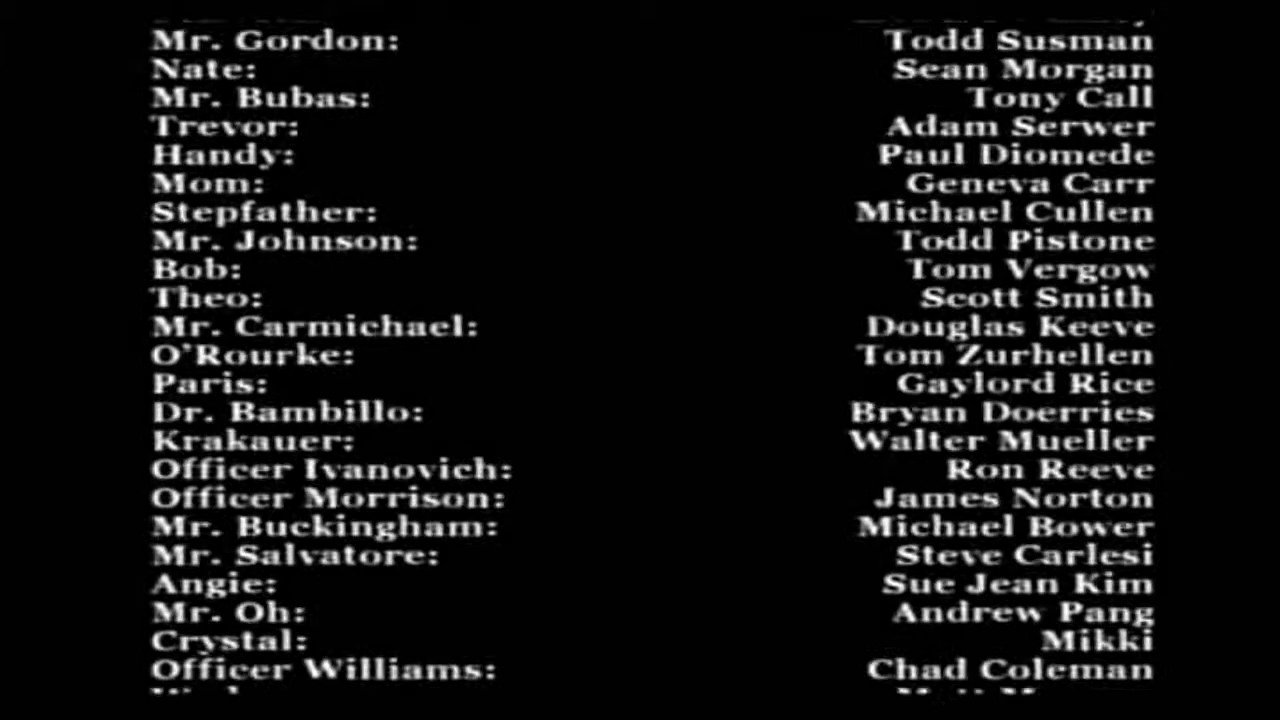 Mr. Gordon: Todd Susman
Nate: Sean Morgan
Mr. Bubas: Tony Call
Trevor: Adam Serwer
Handy: Paul Diomede
Mom: Geneva Carr
Stepfather: Michael Cullen
Mr. Johnson: Todd Pistone
Bob: Tom Vergow
Theo: Scott Smith
Mr. Carmichael: Douglas Keeve
O'Rourke: Tom Zurhellen
Paris: Gaylord Rice
Dr. Bambillo: Bryan Doerries
Krakauer: Walter Mueller
Officer Ivanovich: Ron Reeve
Officer Morrison: James Norton
Mr. Buckingham: Michael Bower
Mr. Salvatore: Steve Carlesi
Angie: Sue Jean Kim
Mr. Oh: Andrew Pang
Crystal: Mikki
Officer Williams: Chad Coleman